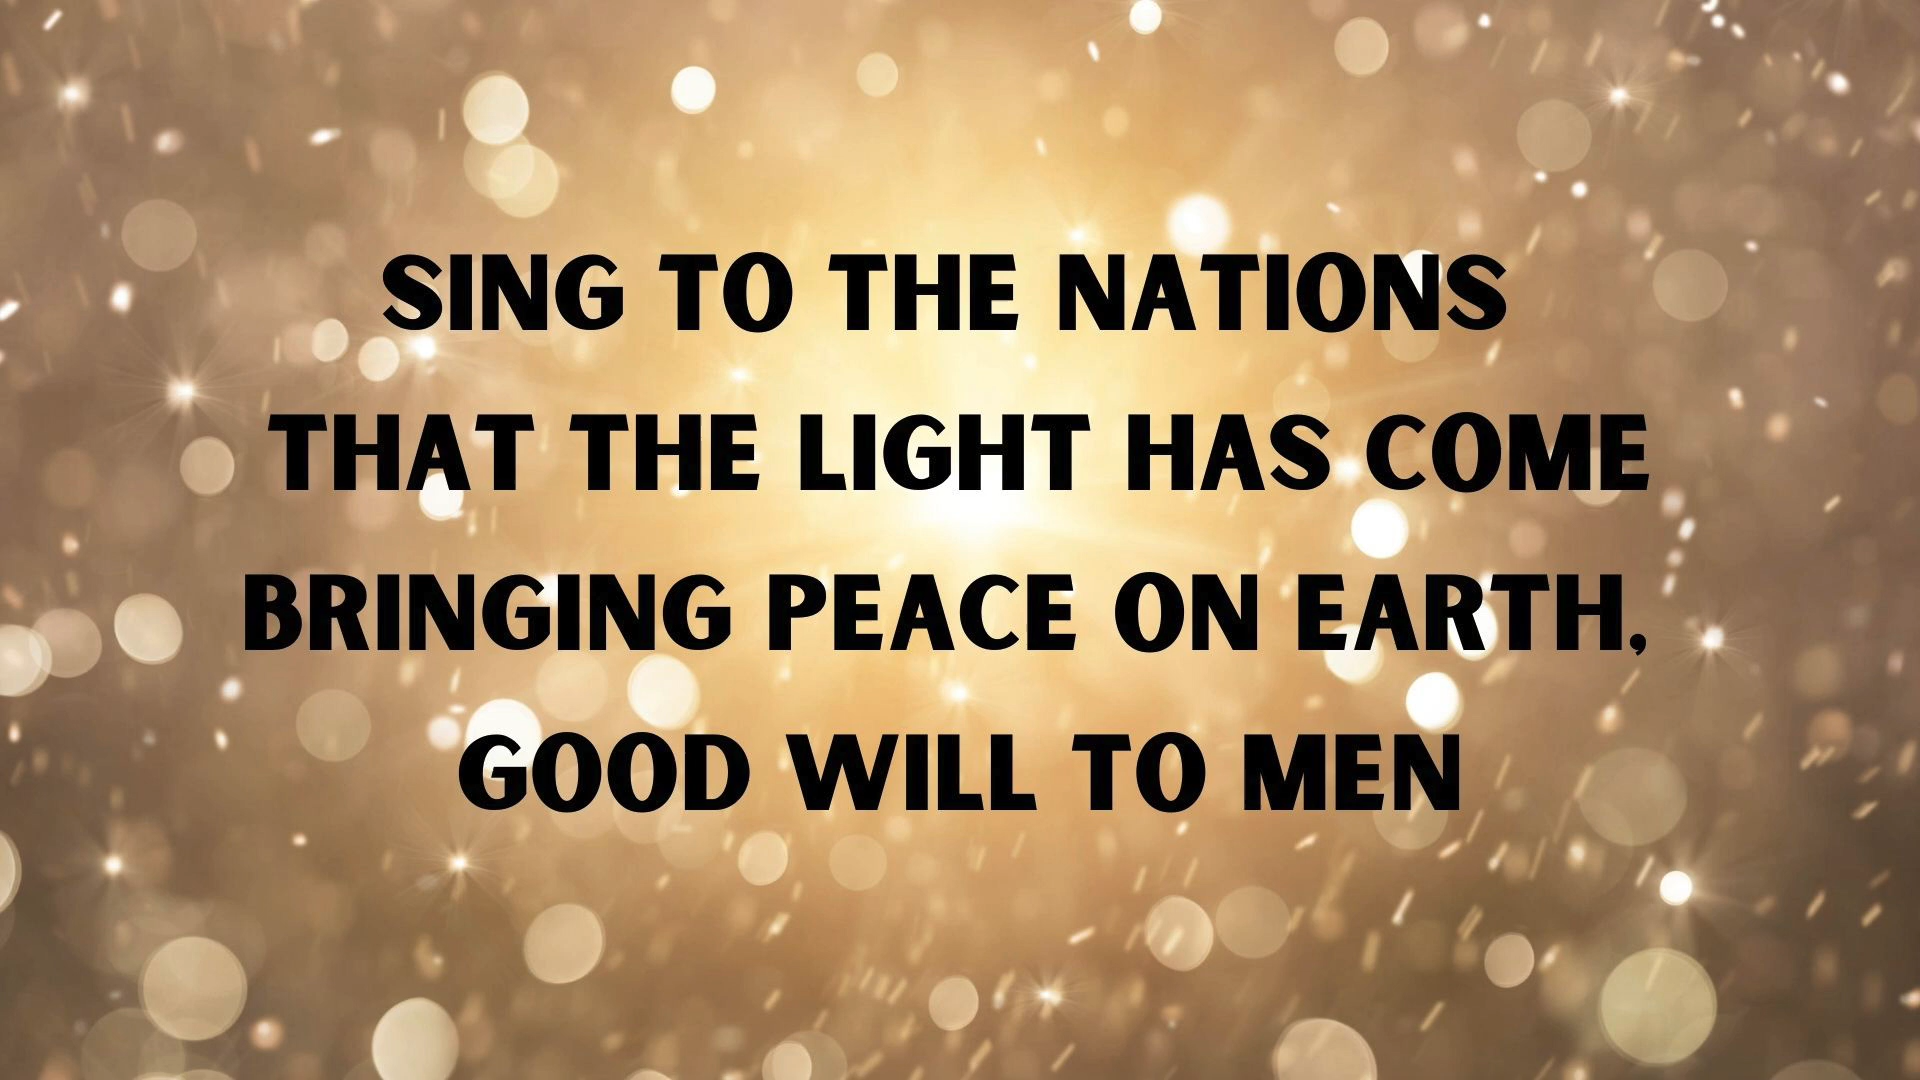 SING TO THE NATIONS
THAT THE LIGHT HAS COME
BRINGING PEACE ON EARTH,
GOOD WILL TO MEN